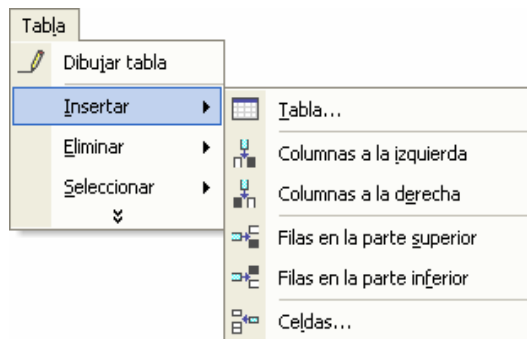 Tabla
Dibujar tabla
Insertar
Eliminar
Seleccionar
Tabla...
Columnas a la izquierda
Columnas a la derecha
Filas en la parte superior
Filas en la parte inferior
Celdas...